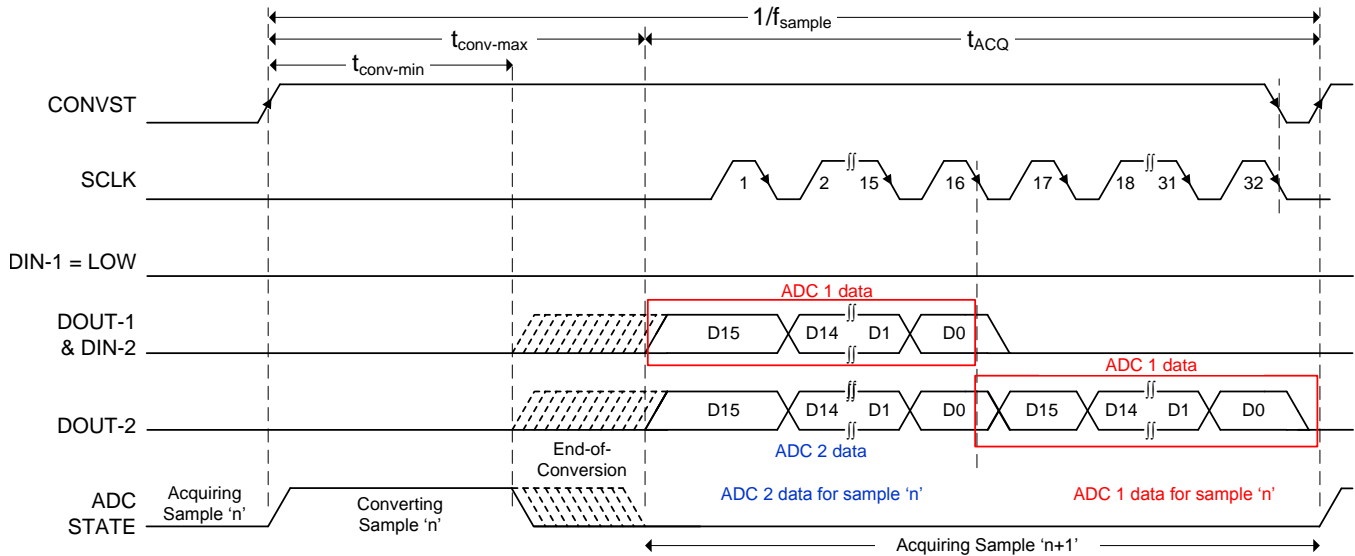 1/fsample
tconv-max
tACQ
tconv-min
CONVST
SCLK
1 2 ∫∫ 15 16 17 18 ∫∫ 31 32
DIN-1 = LOW
ADC 1 data
DOUT-1
& DIN-2
D15 D14 ∫∫ D1 D0
ADC 1 data
DOUT-2
D15 D14 ∫∫ D1 D0 D15 D14 ∫∫ D1 D0
ADC 2 data
End-of-
Conversion
ADC
STATE
Acquiring
Sample ‘n’
Converting
Sample ‘n’
ADC 2 data for sample ‘n’
ADC 1 data for sample ‘n’
Acquiring Sample ‘n+1’